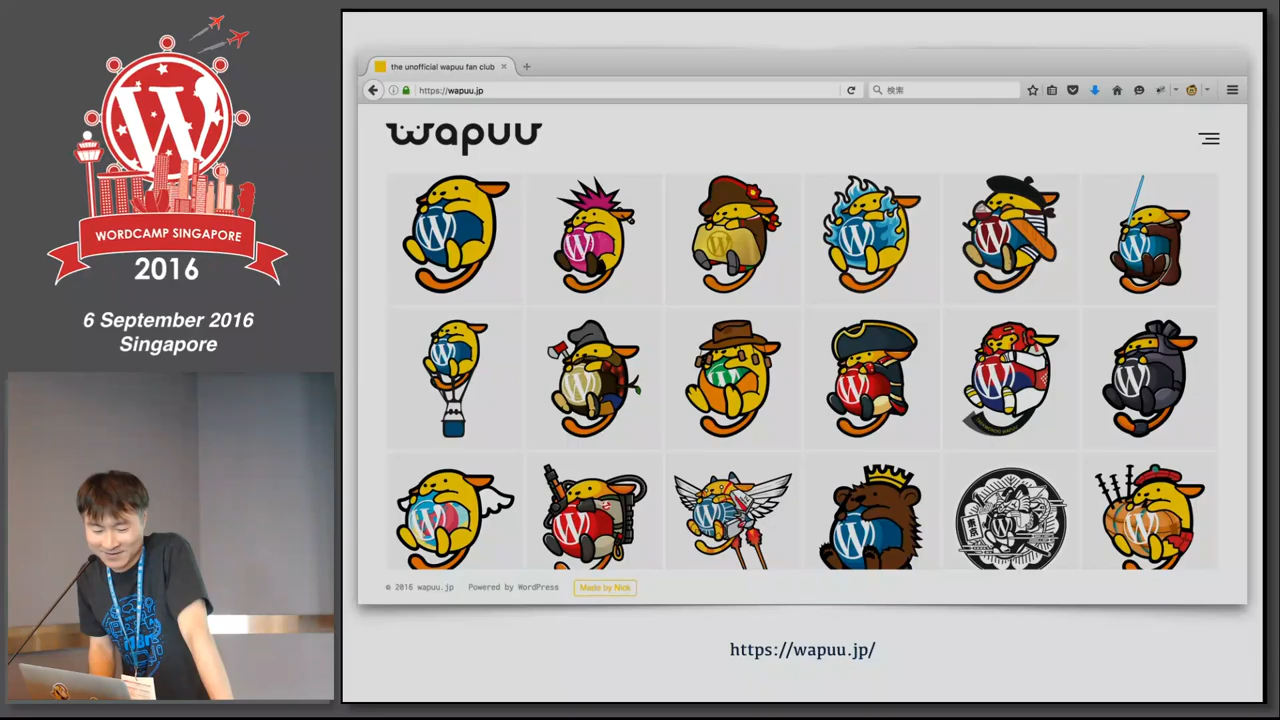 WORDCAMP SINGAPORE
2016
6 September 2016
Singapore
the unofficial wapuu fan club
https://wapuu.jp
検索
wapuu
© 2016 wapuu.jp
Powered by WordPress
Made by Nick
https://wapuu.jp/